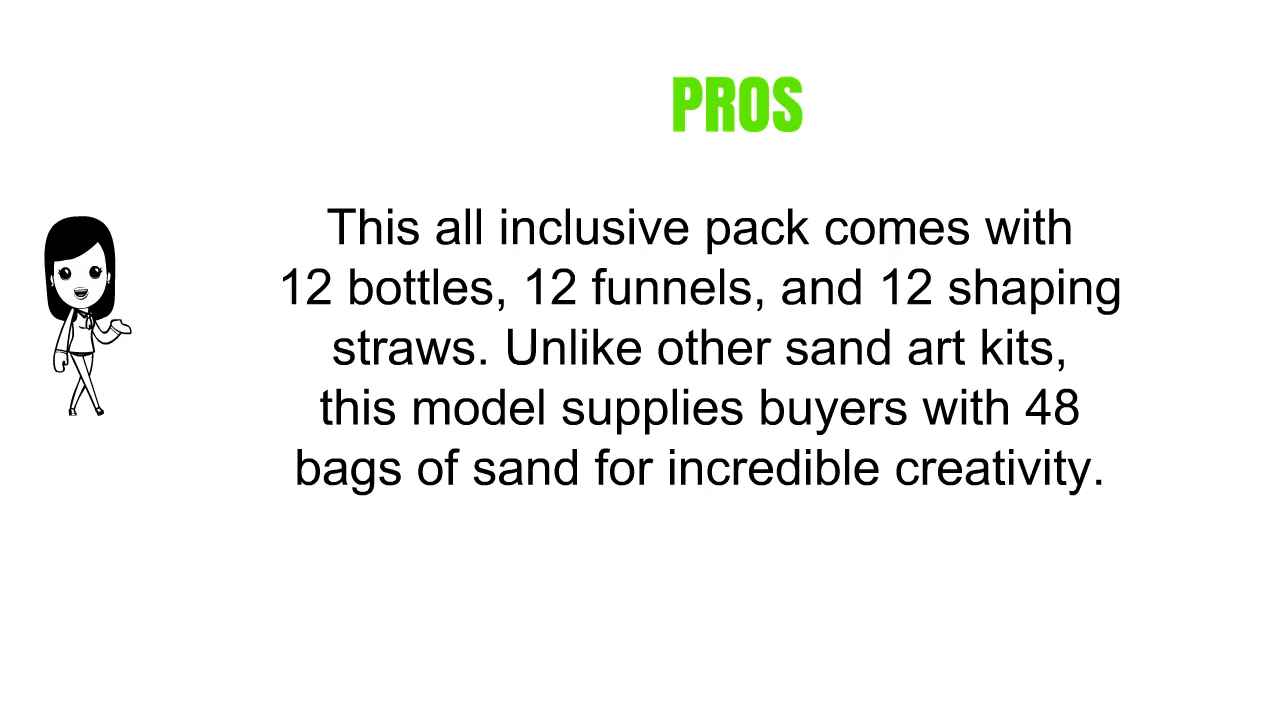 PROS
This all inclusive pack comes with
12 bottles, 12 funnels, and 12 shaping
straws. Unlike other sand art kits,
this model supplies buyers with 48
bags of sand for incredible creativity.